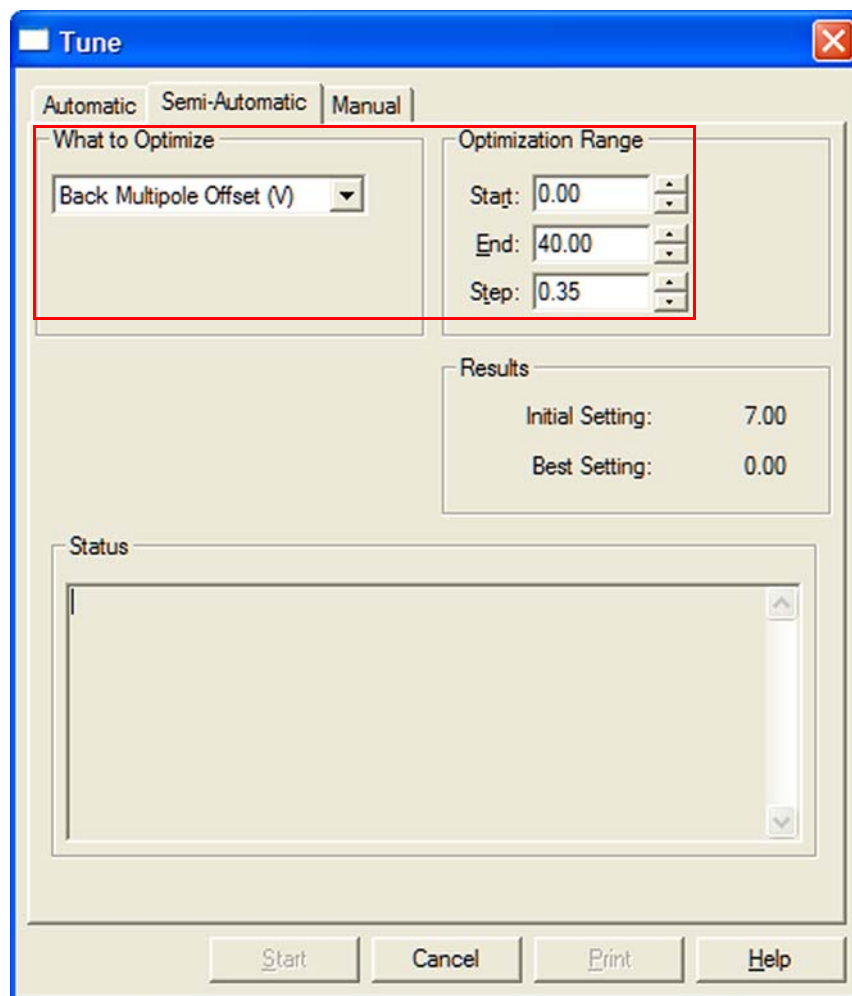 Tune
Automatic Semi-Automatic Manual
What to Optimize
Back Multipole Offset (V)
Optimization Range
Start: 0.00
End: 40.00
Step: 0.35
Results
Initial Setting: 7.00
Best Setting: 0.00
Status
Start Cancel Print Help